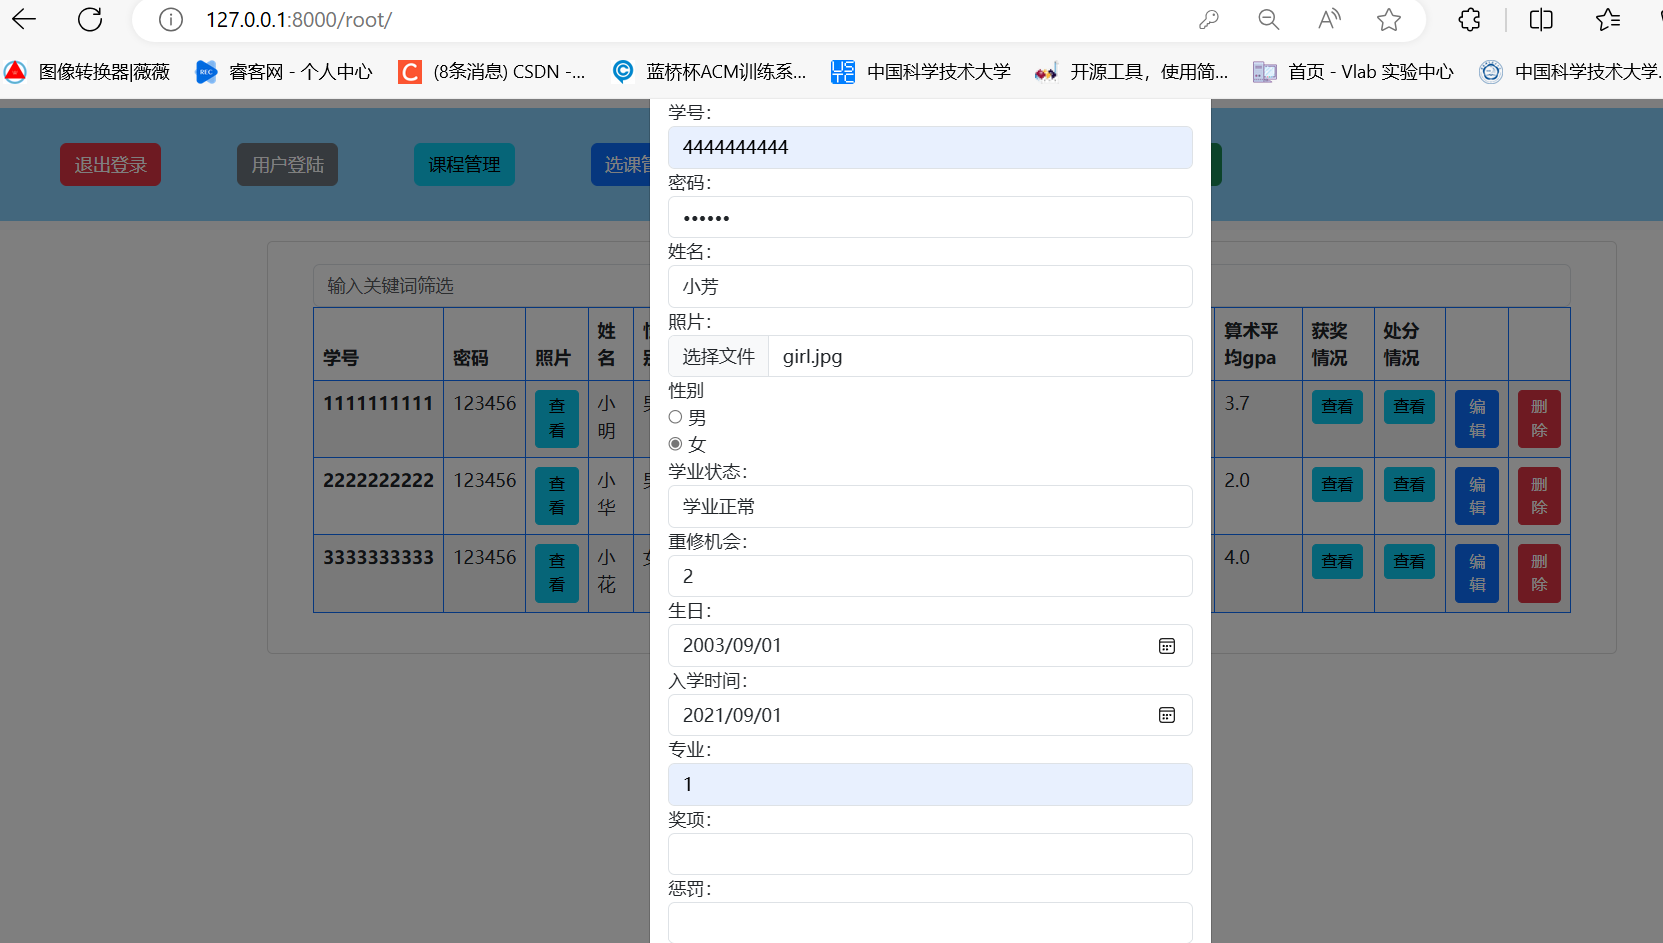 127.0.0.1:8000/root/
图像转换器|薇薇 睿客网 - 个人中心 (8条消息) CSDN -... 蓝桥杯ACM训练系... 中国科学技术大学 开源工具，使用简... 首页 - Vlab 实验中心 中国科学技术大学.
退出登录 用户登陆 课程管理 选课管
学号：
4444444444
密码：
••••••
姓名：
小芳
照片：
选择文件 girl.jpg
性别
男
女
学业状态：
学业正常
重修机会：
2
生日：
2003/09/01
入学时间：
2021/09/01
专业：
1
奖项：
惩罚：
输入关键词筛选
学号 密码 照片 姓名 算术平均gpa 获奖情况 处分情况
1111111111 123456 查看 小明 3.7 查看 查看 编辑 删除
2222222222 123456 查看 小华 2.0 查看 查看 编辑 删除
3333333333 123456 查看 小花 4.0 查看 查看 编辑 删除